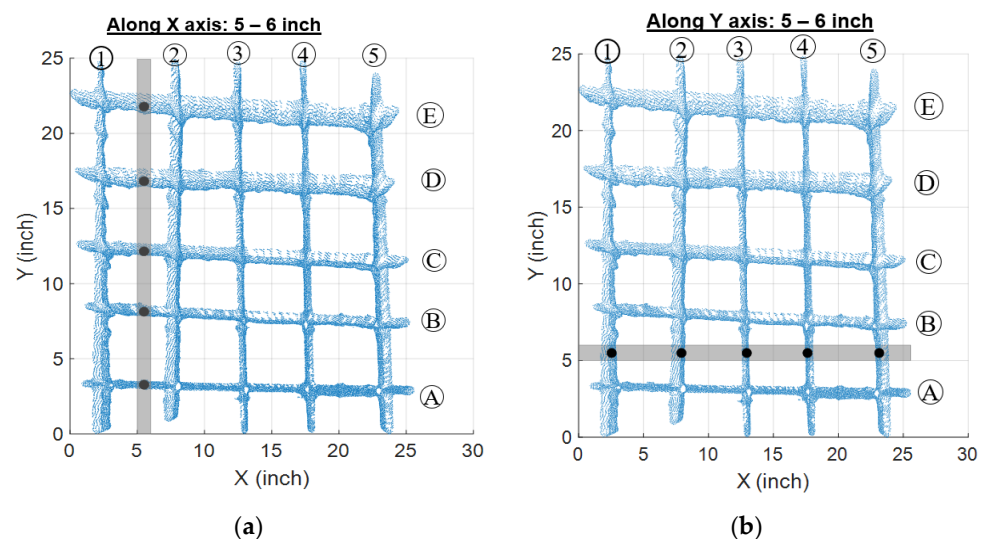 Along X axis: 5 – 6 inch
① ② ③ ④ ⑤
25
20
15
10
5
0
Y (inch)
Ⓔ
Ⓓ
Ⓒ
Ⓑ
Ⓐ
0 5 10 15 20 25 30
X (inch)
(a)
Along Y axis: 5 – 6 inch
① ② ③ ④ ⑤
25
20
15
10
5
0
Y (inch)
Ⓔ
Ⓓ
Ⓒ
Ⓑ
Ⓐ
0 5 10 15 20 25 30
X (inch)
(b)